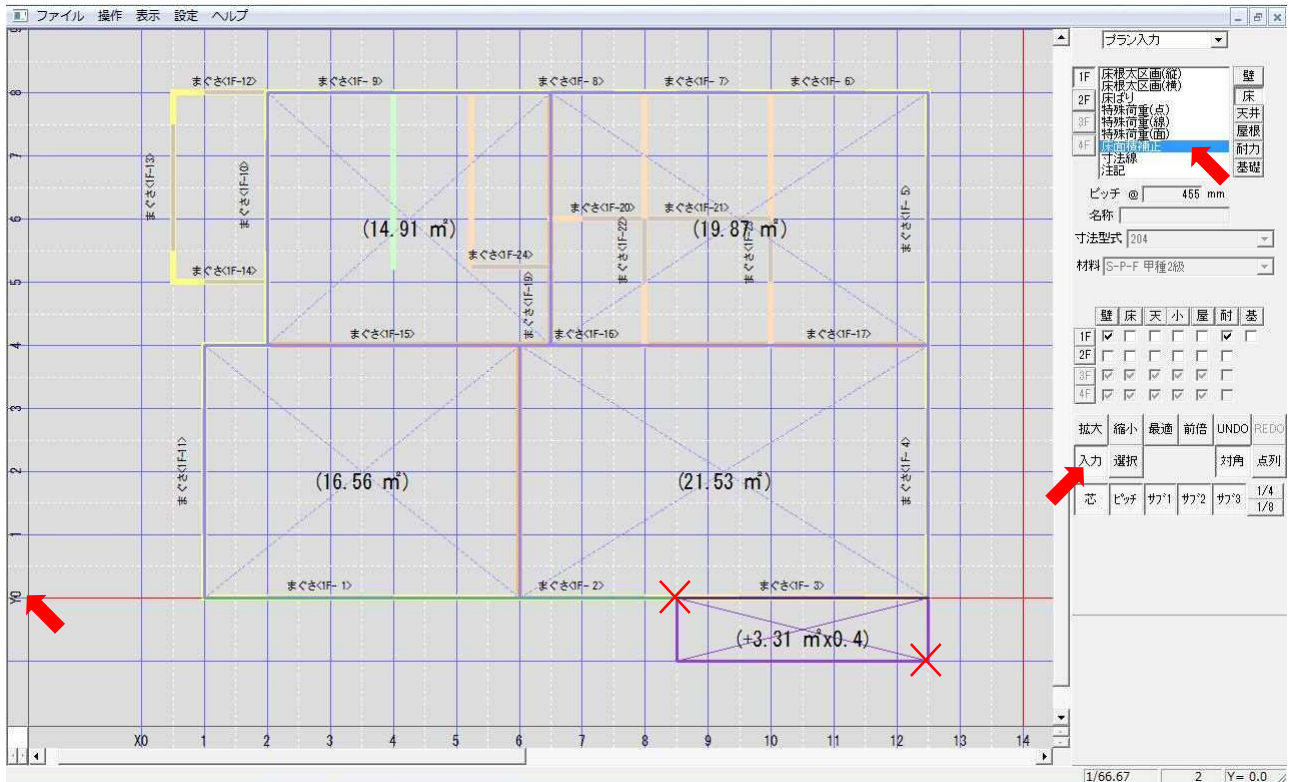 ファイル 操作 表示 設定 ヘルプ
プラン入力
1F 2F 3F 4F
床根太区画(縦)
床根太区画(横)
床ばり
特殊荷重(点)
特殊荷重(線)
特殊荷重(面)
床面積補正
寸法線
注記
壁
床
天井
屋根
耐力
基礎
ピッチ @ 455 mm
名称
寸法型式 204
材料 S-P-F 甲種2級
壁 床 天 小 屋 耐 基
1F
2F
3F
4F
拡大 縮小 最適 前倍 UNDO REDO
入力 選択 対角 点列
芯 ピッチ サブ1 サブ2 サブ3 1/4
1/8
まぐさ<1F-12> まぐさ<1F- 9> まぐさ<1F- 8> まぐさ<1F- 7> まぐさ<1F- 6>
まぐさ<1F-13>
まぐさ<1F-10>
まぐさ<1F- 5>
まぐさ<1F-20> まぐさ<1F-21>
まぐさ<1F-22>
(14.91 ㎡) (19.87 ㎡)
まぐさ<1F-24>
まぐさ<1F-14>
まぐさ<1F-19>
まぐさ<1F-15> まぐさ<1F-16> まぐさ<1F-17>
まぐさ<1F-11>
まぐさ<1F- 4>
(16.56 ㎡) (21.53 ㎡)
まぐさ<1F- 1> まぐさ<1F- 2> まぐさ<1F- 3>
(+3.31 ㎡x0.4)
8
7
6
5
4
3
2
1
Y0
X0 1 2 3 4 5 6 7 8 9 10 11 12 13 14
1/66.67 2 Y= 0.0